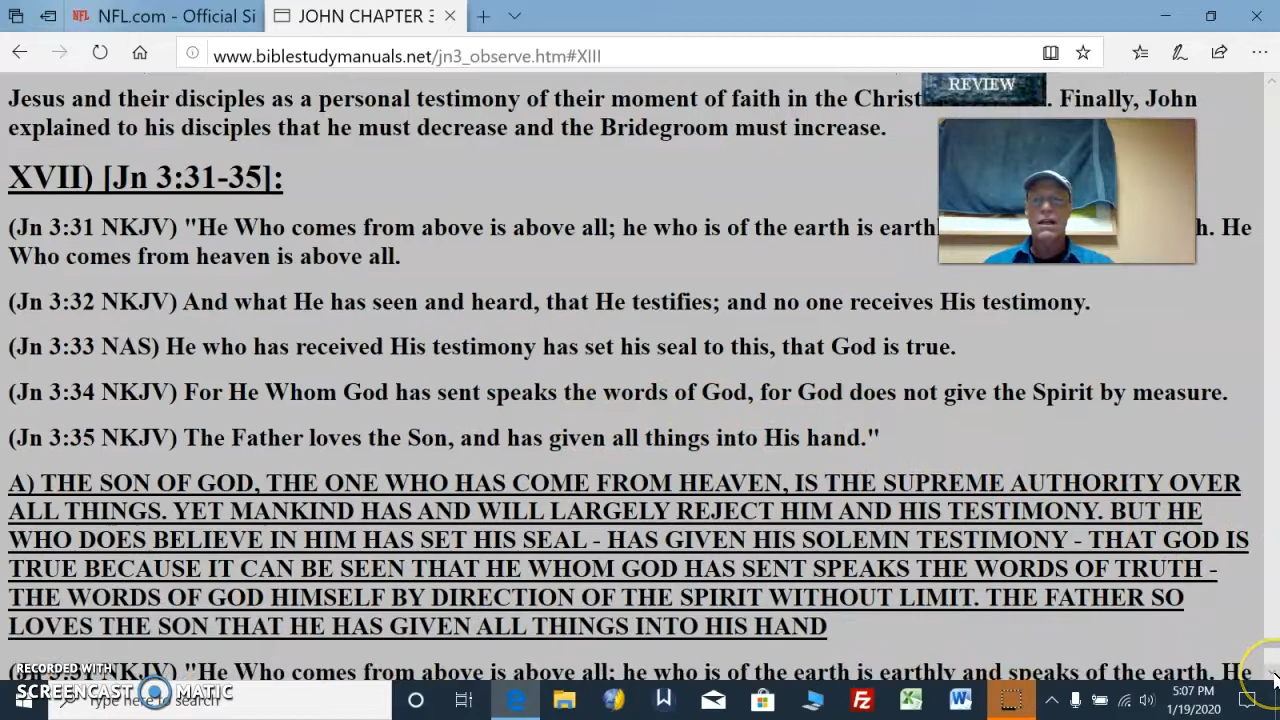 NFL.com - Official Si
JOHN CHAPTER 3
www.biblestudymanuals.net/jn3_observe.htm#XIII
REVIEW
Jesus and their disciples as a personal testimony of their moment of faith in the Christ . Finally, John
explained to his disciples that he must decrease and the Bridegroom must increase.
XVII) [Jn 3:31-35]:
(Jn 3:31 NKJV) "He Who comes from above is above all; he who is of the earth is earthl h. He
Who comes from heaven is above all.
(Jn 3:32 NKJV) And what He has seen and heard, that He testifies; and no one receives His testimony.
(Jn 3:33 NAS) He who has received His testimony has set his seal to this, that God is true.
(Jn 3:34 NKJV) For He Whom God has sent speaks the words of God, for God does not give the Spirit by measure.
(Jn 3:35 NKJV) The Father loves the Son, and has given all things into His hand."
A) THE SON OF GOD, THE ONE WHO HAS COME FROM HEAVEN, IS THE SUPREME AUTHORITY OVER
ALL THINGS. YET MANKIND HAS AND WILL LARGELY REJECT HIM AND HIS TESTIMONY. BUT HE
WHO DOES BELIEVE IN HIM HAS SET HIS SEAL - HAS GIVEN HIS SOLEMN TESTIMONY - THAT GOD IS
TRUE BECAUSE IT CAN BE SEEN THAT HE WHOM GOD HAS SENT SPEAKS THE WORDS OF TRUTH -
THE WORDS OF GOD HIMSELF BY DIRECTION OF THE SPIRIT WITHOUT LIMIT. THE FATHER SO
LOVES THE SON THAT HE HAS GIVEN ALL THINGS INTO HIS HAND
NKJV) "He Who comes from above is above all; he who is of the earth is earthly and speaks of the earth. He
RECORDED WITH
SCREENCAST MATIC
Type here to search
5:07 PM
1/19/2020